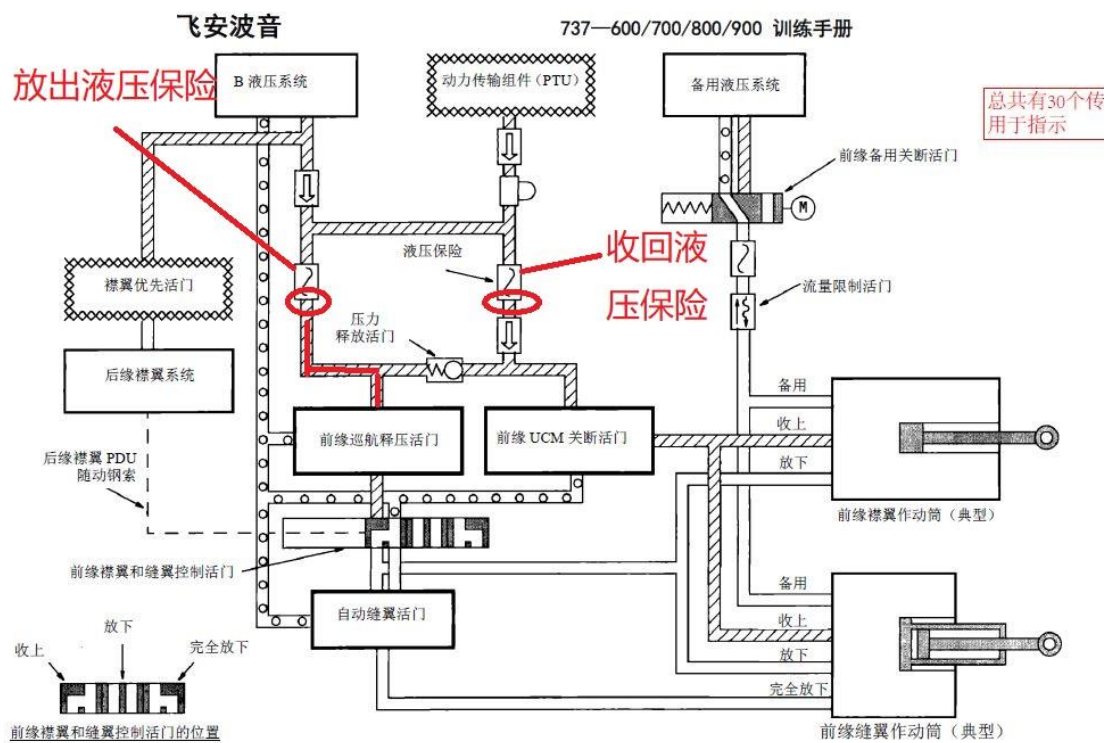 飞安波音
737—600/700/800/900 训练手册
放出液压保险
B 液压系统
动力传输组件(PTU)
备用液压系统
总共有30个传
用于指示
前缘备用关断活门
M
液压保险
收回液
压保险
流量限制活门
襟翼优先活门
压力
释放活门
后缘襟翼系统
备用
收上
放下
前缘巡航释压活门
前缘UCM 关断活门
后缘襟翼 PDU
随动钢索
前缘襟翼作动筒(典型)
前缘襟翼和缝翼控制活门
自动缝翼活门
备用
收上
放下
完全放下
放下
收上
完全放下
前缘襟翼和缝翼控制活门的位置
前缘缝翼作动筒(典型)